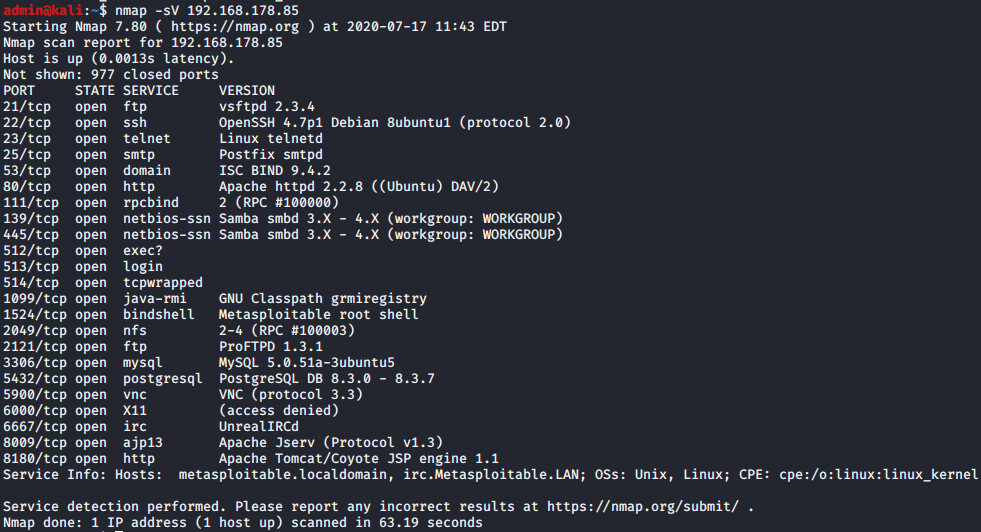 admin@kali:~$ nmap -sV 192.168.178.85
Starting Nmap 7.80 ( https://nmap.org ) at 2020-07-17 11:43 EDT
Nmap scan report for 192.168.178.85
Host is up (0.0013s latency).
Not shown: 977 closed ports
PORT     STATE SERVICE     VERSION
21/tcp   open  ftp         vsftpd 2.3.4
22/tcp   open  ssh         OpenSSH 4.7p1 Debian 8ubuntu1 (protocol 2.0)
23/tcp   open  telnet      Linux telnetd
25/tcp   open  smtp        Postfix smtpd
53/tcp   open  domain      ISC BIND 9.4.2
80/tcp   open  http        Apache httpd 2.2.8 ((Ubuntu) DAV/2)
111/tcp  open  rpcbind     2 (RPC #100000)
139/tcp  open  netbios-ssn Samba smbd 3.X - 4.X (workgroup: WORKGROUP)
445/tcp  open  netbios-ssn Samba smbd 3.X - 4.X (workgroup: WORKGROUP)
512/tcp  open  exec?
513/tcp  open  login
514/tcp  open  tcpwrapped
1099/tcp open  java-rmi    GNU Classpath grmiregistry
1524/tcp open  bindshell   Metasploitable root shell
2049/tcp open  nfs         2-4 (RPC #100003)
2121/tcp open  ftp         ProFTPD 1.3.1
3306/tcp open  mysql       MySQL 5.0.51a-3ubuntu5
5432/tcp open  postgresql  PostgreSQL DB 8.3.0 - 8.3.7
5900/tcp open  vnc         VNC (protocol 3.3)
6000/tcp open  X11         (access denied)
6667/tcp open  irc         UnrealIRCd
8009/tcp open  ajp13       Apache Jserv (Protocol v1.3)
8180/tcp open  http        Apache Tomcat/Coyote JSP engine 1.1
Service Info: Hosts:  metasploitable.localdomain, irc.Metasploitable.LAN; OSs: Unix, Linux; CPE: cpe:/o:linux:linux_kernel
Service detection performed. Please report any incorrect results at https://nmap.org/submit/ .
Nmap done: 1 IP address (1 host up) scanned in 63.19 seconds